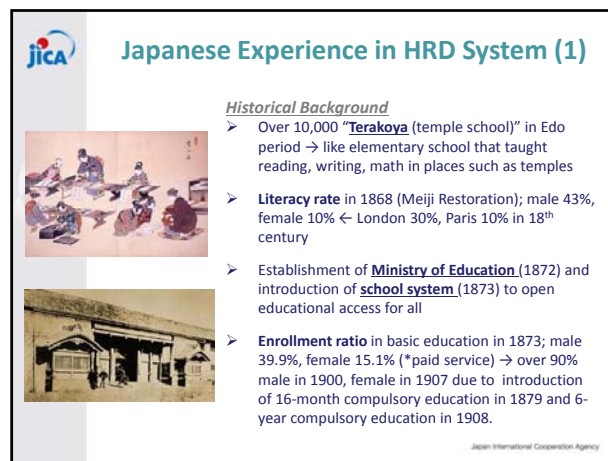 jICA
Japanese Experience in HRD System (1)
Historical Background
➢ Over 10,000 “Terakoya (temple school)” in Edo
period → like elementary school that taught
reading, writing, math in places such as temples
➢ Literacy rate in 1868 (Meiji Restoration); male 43%,
female 10% ← London 30%, Paris 10% in 18th
century
➢ Establishment of Ministry of Education (1872) and
introduction of school system (1873) to open
educational access for all
➢ Enrollment ratio in basic education in 1873; male
39.9%, female 15.1% (*paid service) → over 90%
male in 1900, female in 1907 due to introduction
of 16-month compulsory education in 1879 and 6-
year compulsory education in 1908.
Japan International Cooperation Agency